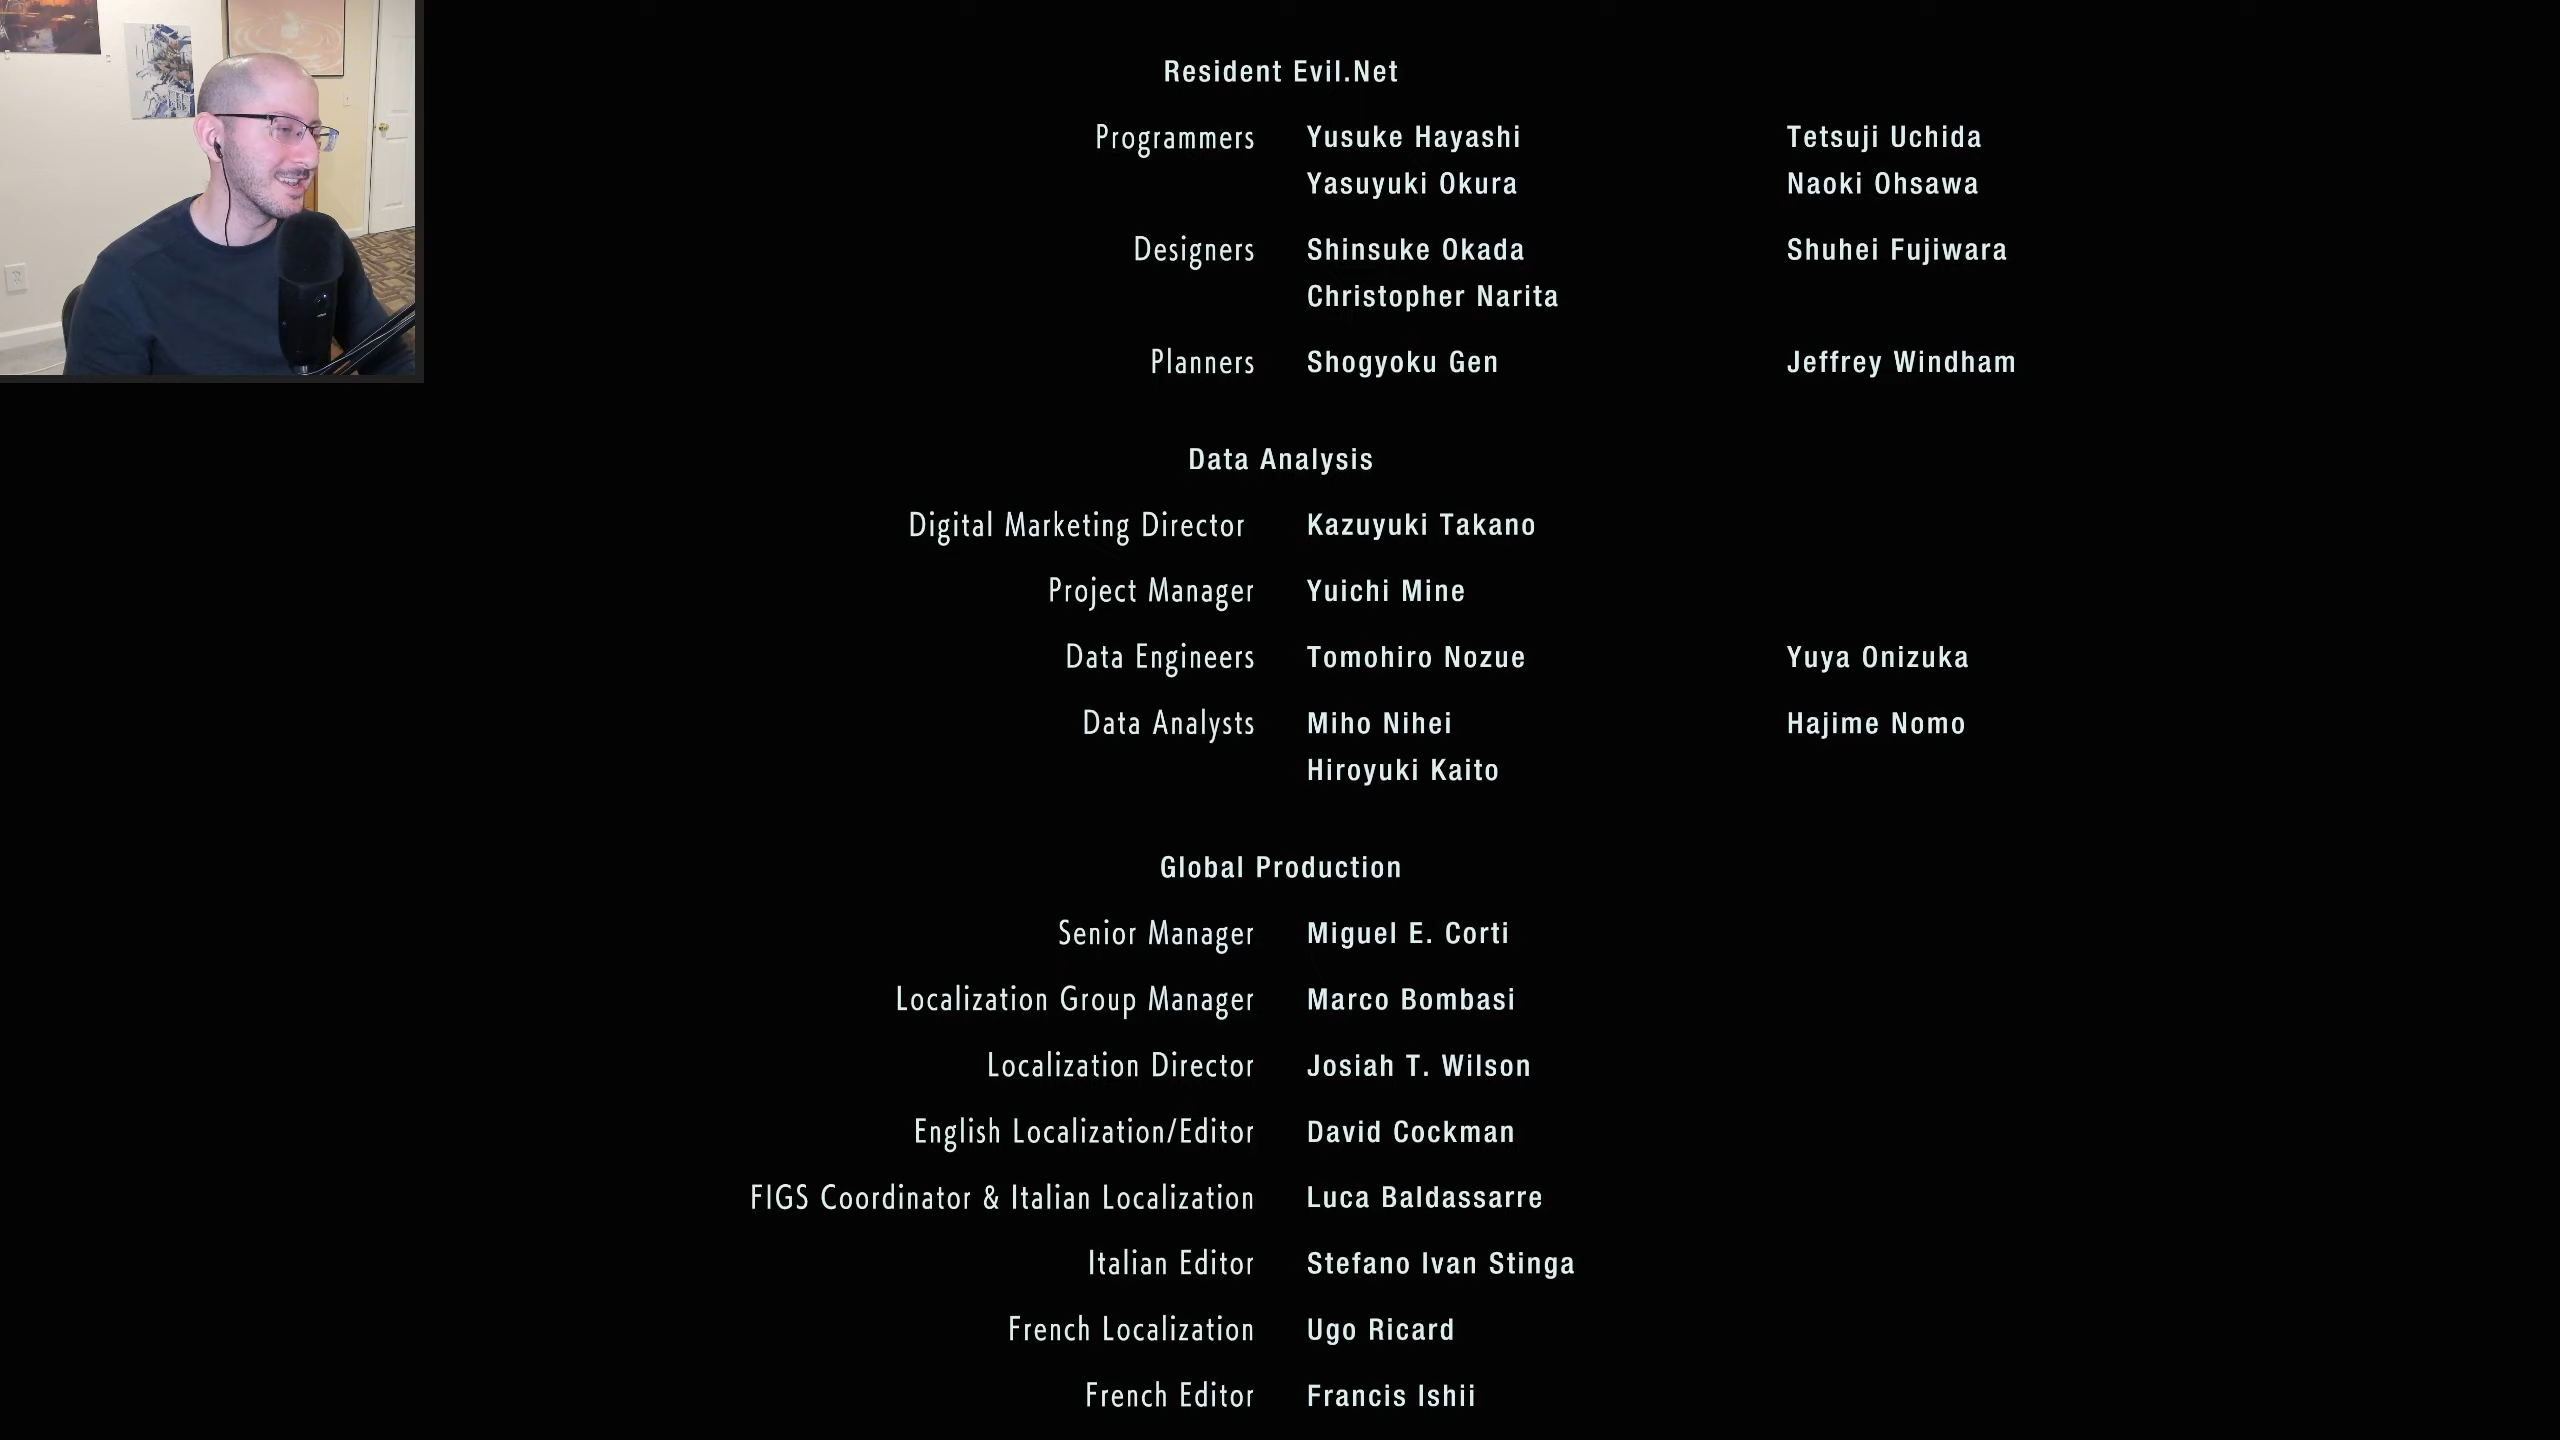 Resident Evil.Net
Programmers Yusuke Hayashi Tetsuji Uchida
Yasuyuki Okura Naoki Ohsawa
Designers Shinsuke Okada Shuhei Fujiwara
Christopher Narita
Planners Shogyoku Gen Jeffrey Windham
Data Analysis
Digital Marketing Director Kazuyuki Takano
Project Manager Yuichi Mine
Data Engineers Tomohiro Nozue Yuya Onizuka
Data Analysts Miho Nihei Hajime Nomo
Hiroyuki Kaito
Global Production
Senior Manager Miguel E. Corti
Localization Group Manager Marco Bombasi
Localization Director Josiah T. Wilson
English Localization/Editor David Cockman
FIGS Coordinator & Italian Localization Luca Baldassarre
Italian Editor Stefano Ivan Stinga
French Localization Ugo Ricard
French Editor Francis Ishii